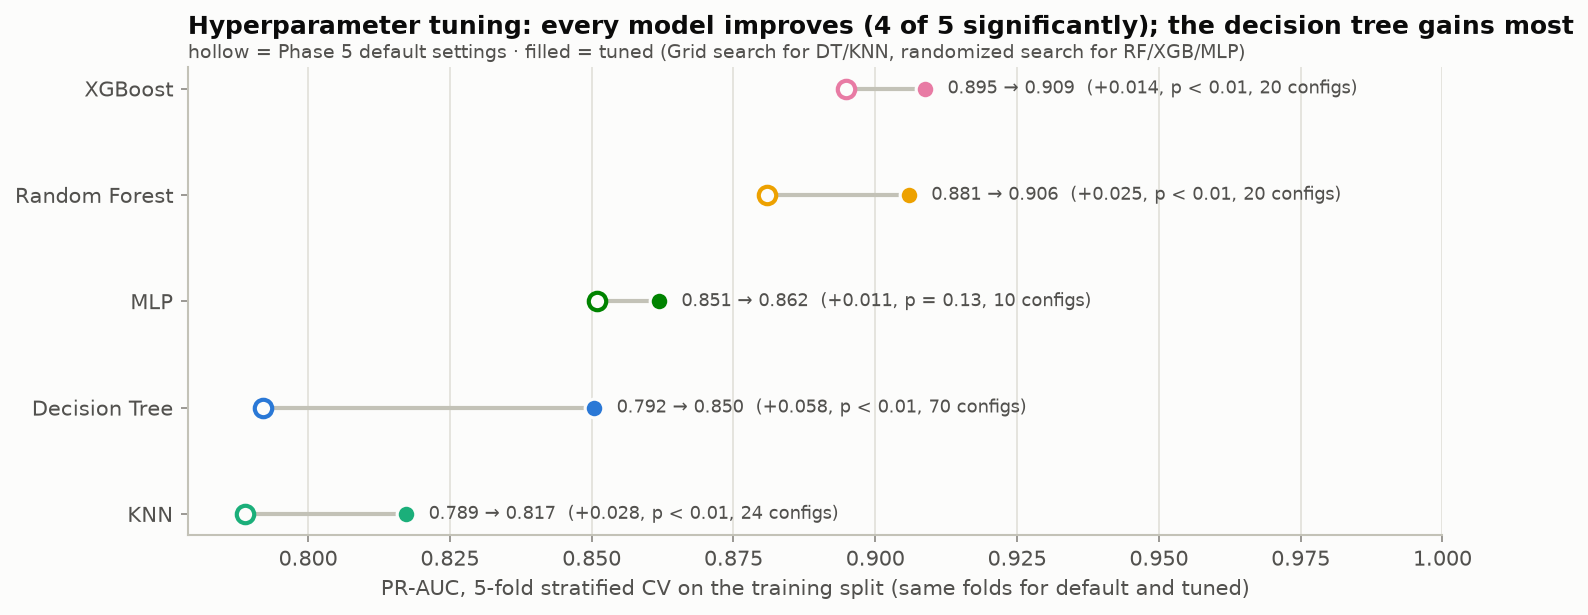 Hyperparameter tuning: every model improves (4 of 5 significantly); the decision tree gains most
hollow = Phase 5 default settings · filled = tuned (Grid search for DT/KNN, randomized search for RF/XGB/MLP)
XGBoost
0.895 → 0.909 (+0.014, p < 0.01, 20 configs)
Random Forest
0.881 → 0.906 (+0.025, p < 0.01, 20 configs)
MLP
0.851 → 0.862 (+0.011, p = 0.13, 10 configs)
Decision Tree
0.792 → 0.850 (+0.058, p < 0.01, 70 configs)
KNN
0.789 → 0.817 (+0.028, p < 0.01, 24 configs)
0.800 0.825 0.850 0.875 0.900 0.925 0.950 0.975 1.000
PR-AUC, 5-fold stratified CV on the training split (same folds for default and tuned)